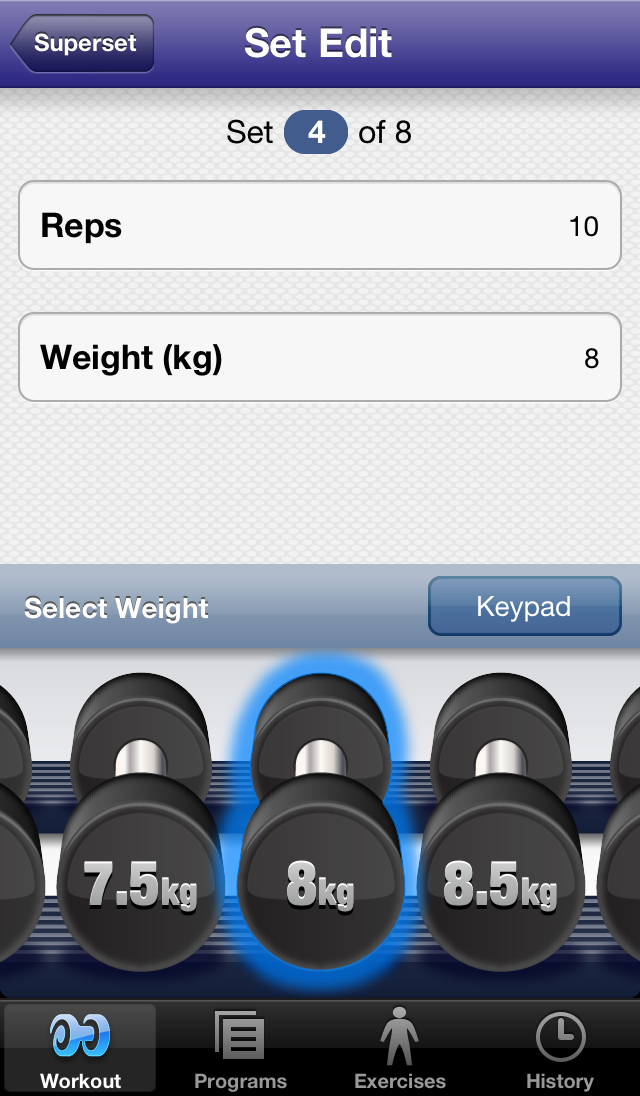 Superset
Set Edit
Set 4 of 8
Reps 10
Weight (kg) 8
Select Weight
Keypad
7.5kg
8kg
8.5kg
Workout
Programs
Exercises
History